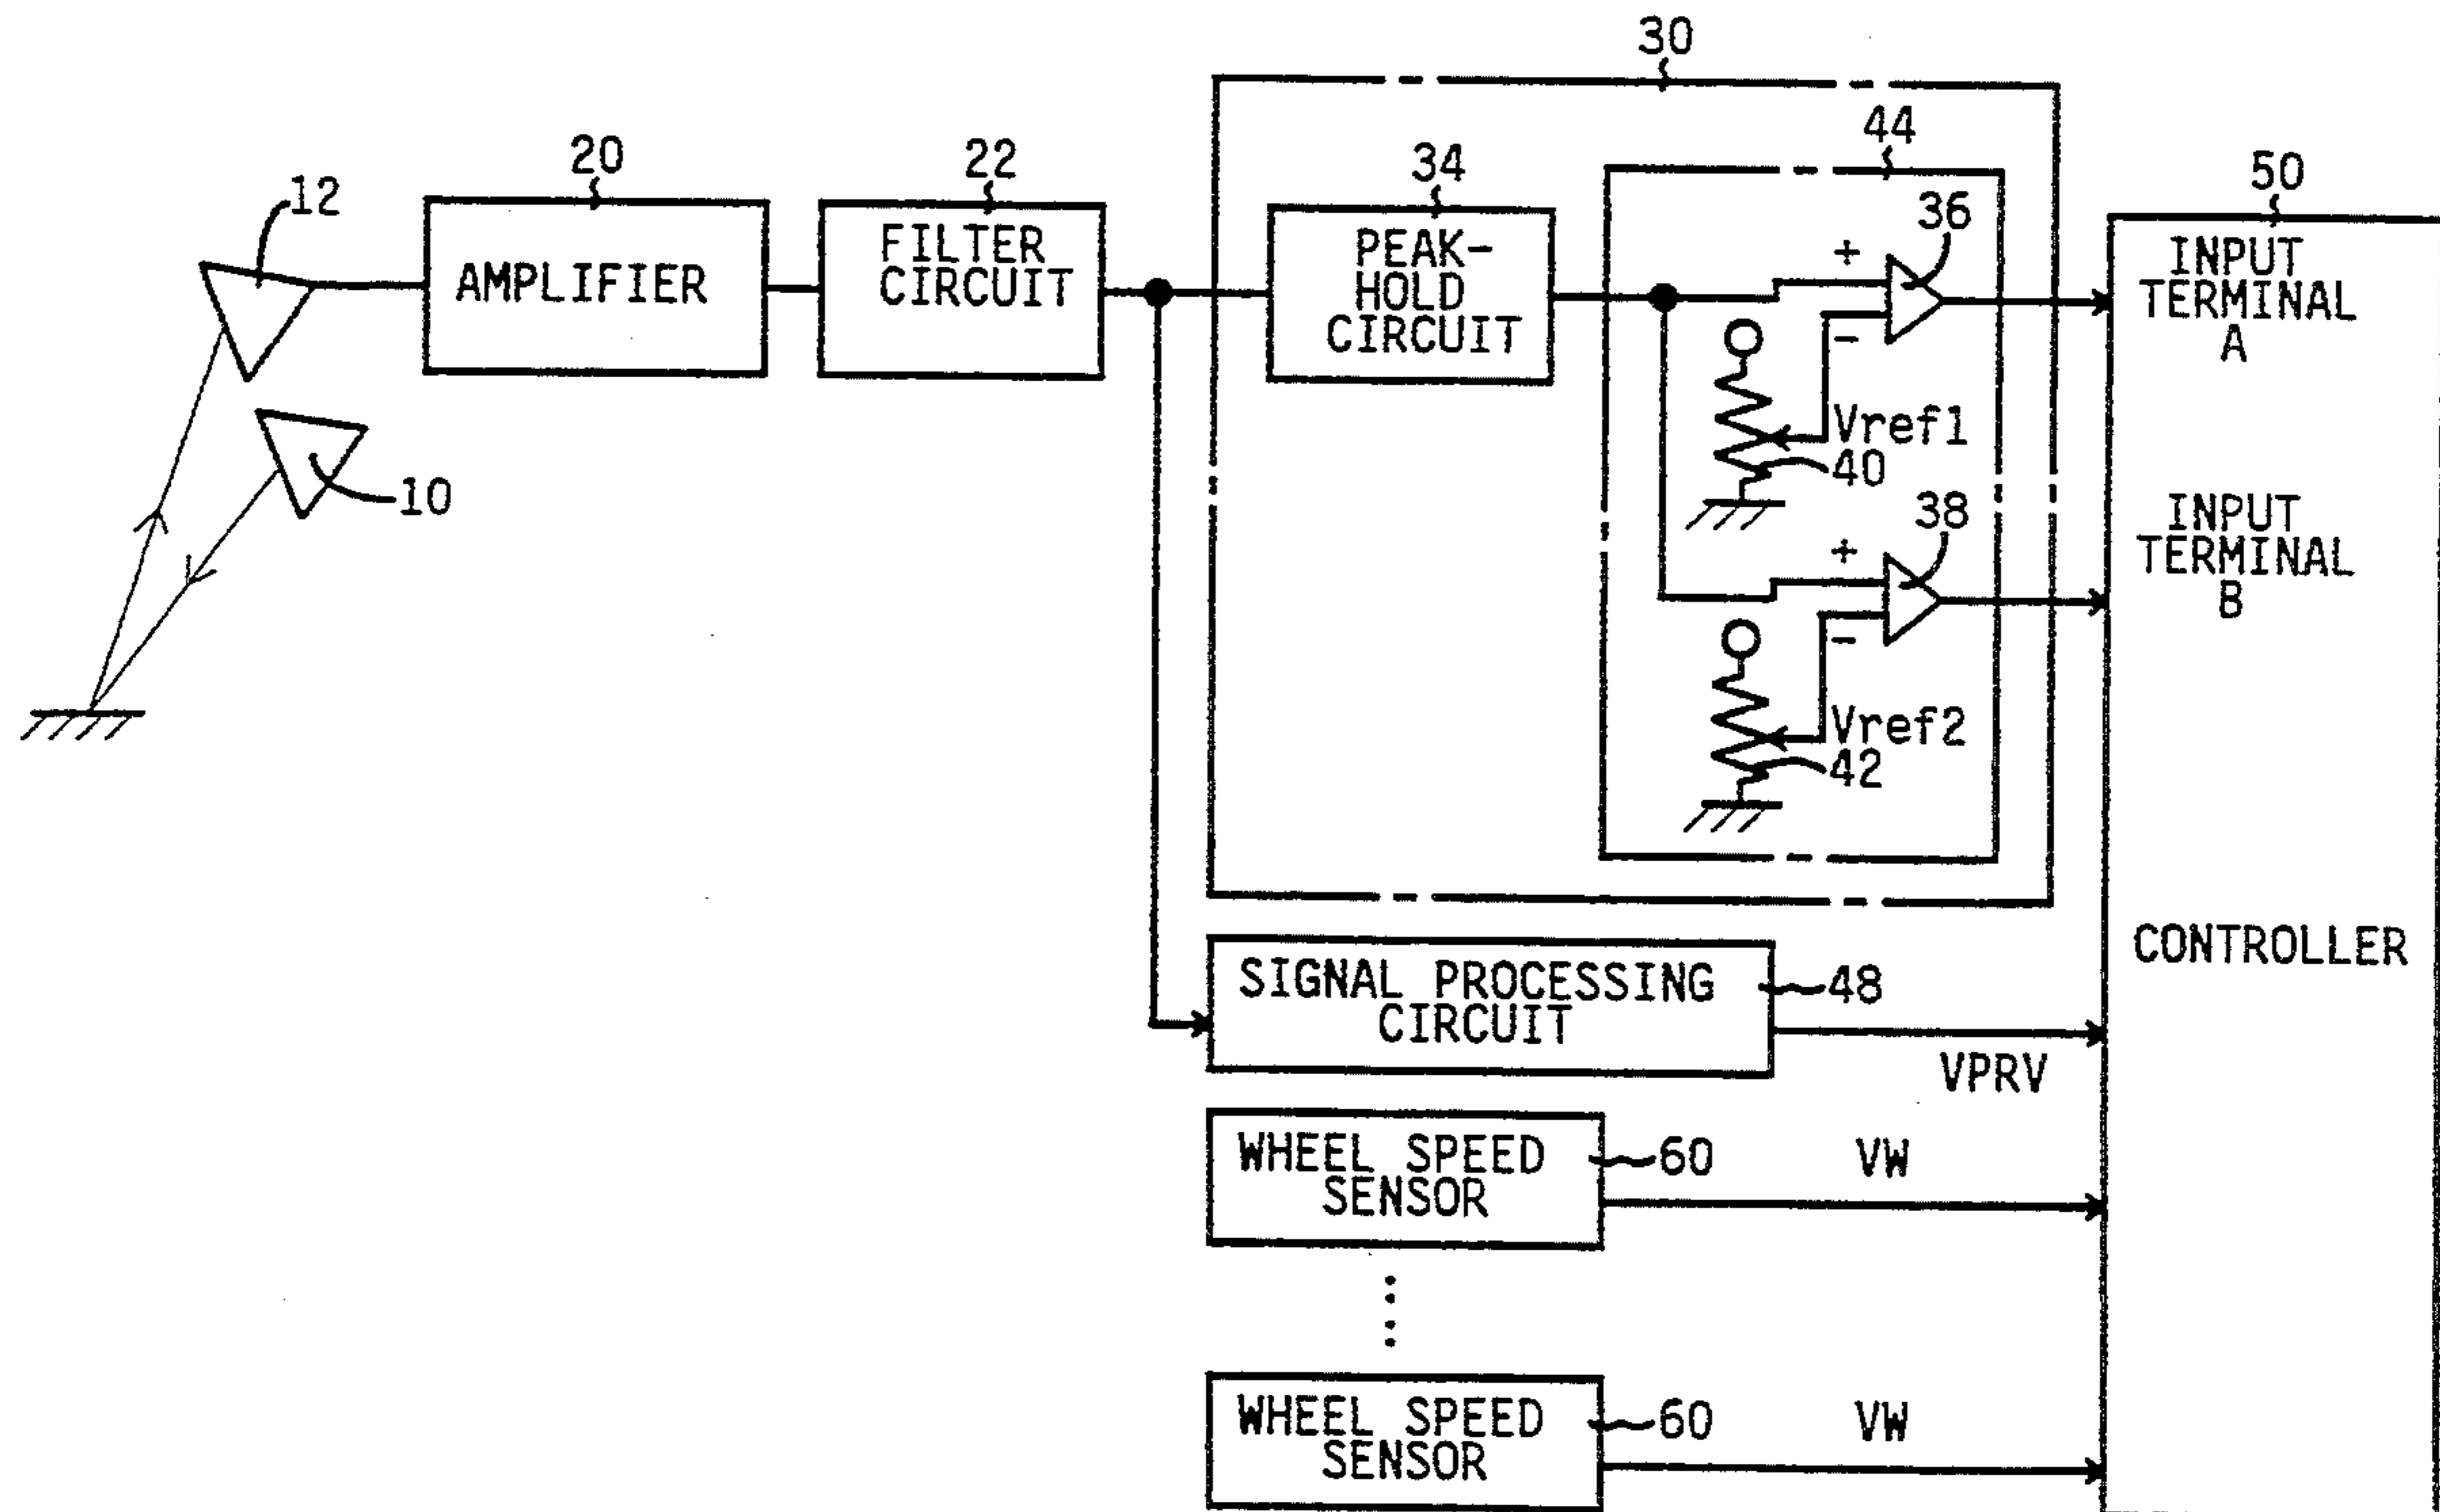 30
44
20
22
34
50
12
36
AMPLIFIER
FILTER
CIRCUIT
PEAK-
HOLD
CIRCUIT
+
-
INPUT
TERMINAL
A
Vref1
40
10
38
INPUT
TERMINAL
B
+
-
Vref2
42
CONTROLLER
SIGNAL PROCESSING
CIRCUIT
48
VPRV
WHEEL SPEED
SENSOR
60
VW
WHEEL SPEED
SENSOR
60
VW